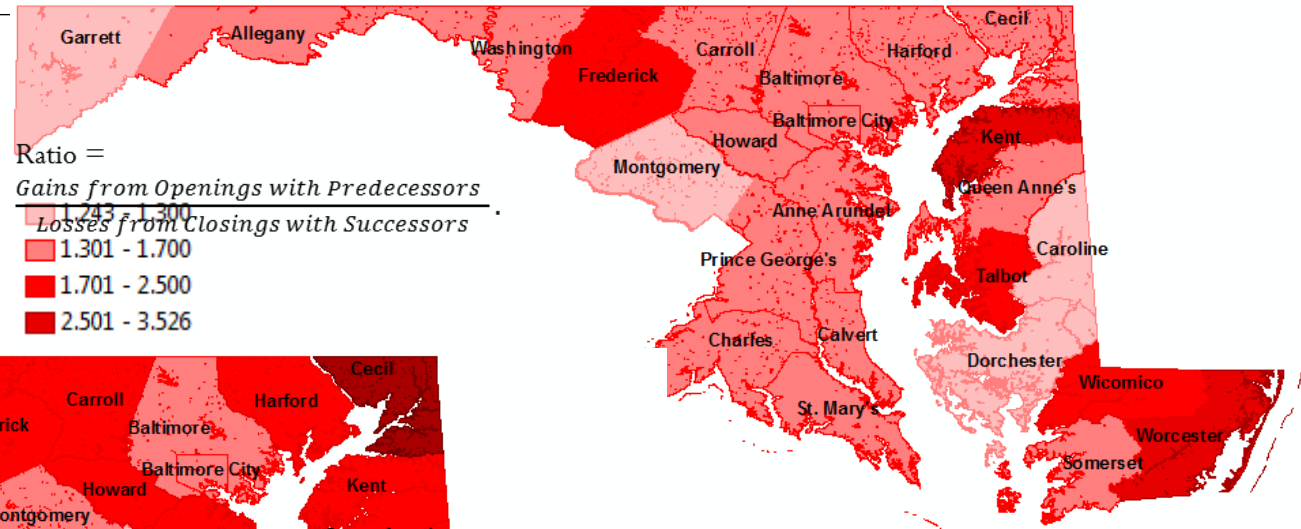 Garrett
Allegany
Washington
Frederick
Carroll
Baltimore
Harford
Cecil
Baltimore City
Howard
Kent
Montgomery
Queen Anne's
Anne Arundel
Prince George's
Caroline
Talbot
Charles
Calvert
Dorchester
St. Mary's
Wicomico
Worcester
Somerset
Ratio =
Gains from Openings with Predecessors
Losses from Closings with Successors
.
1.243 - 1.300
1.301 - 1.700
1.701 - 2.500
2.501 - 3.526
Cecil
Carroll
Harford
rick
Baltimore
Baltimore City
Howard
Kent
ontgomery